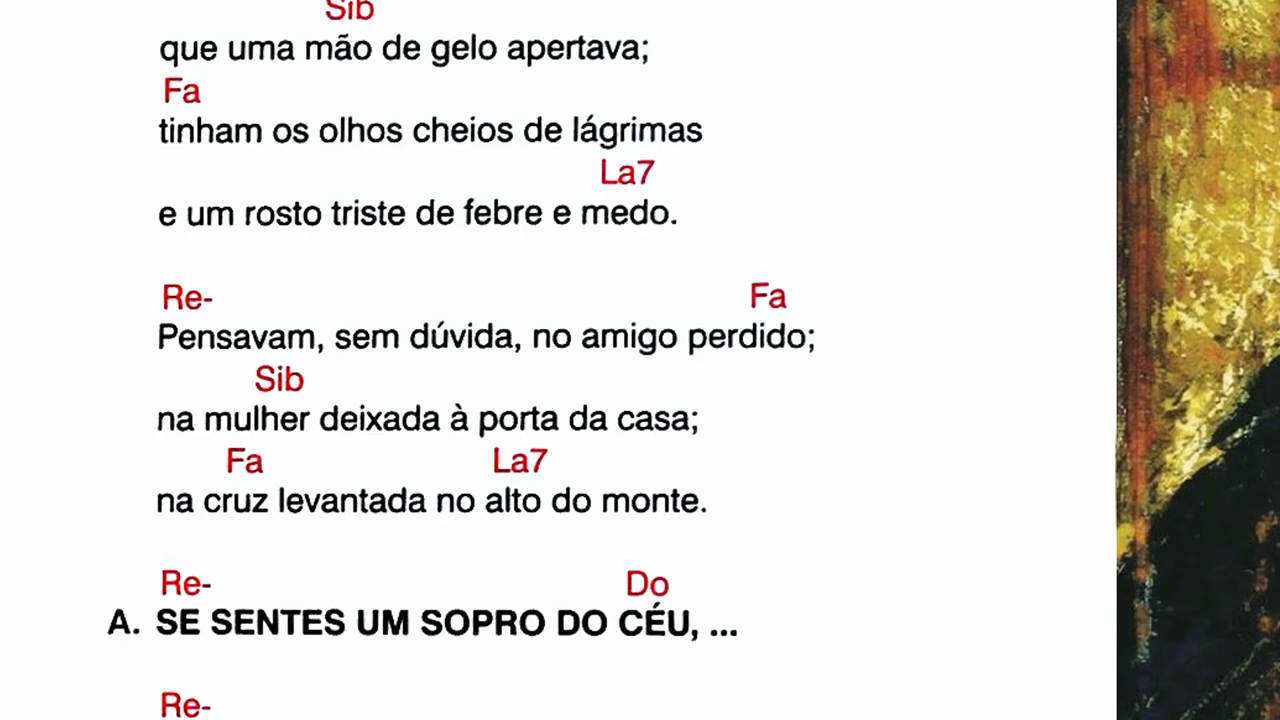 Sib
que uma mão de gelo apertava;
Fa
tinham os olhos cheios de lágrimas
La7
e um rosto triste de febre e medo.
Re- Fa
Pensavam, sem dúvida, no amigo perdido;
Sib
na mulher deixada à porta da casa;
Fa La7
na cruz levantada no alto do monte.
Re- Do
A. SE SENTES UM SOPRO DO CÉU, ...
Re-